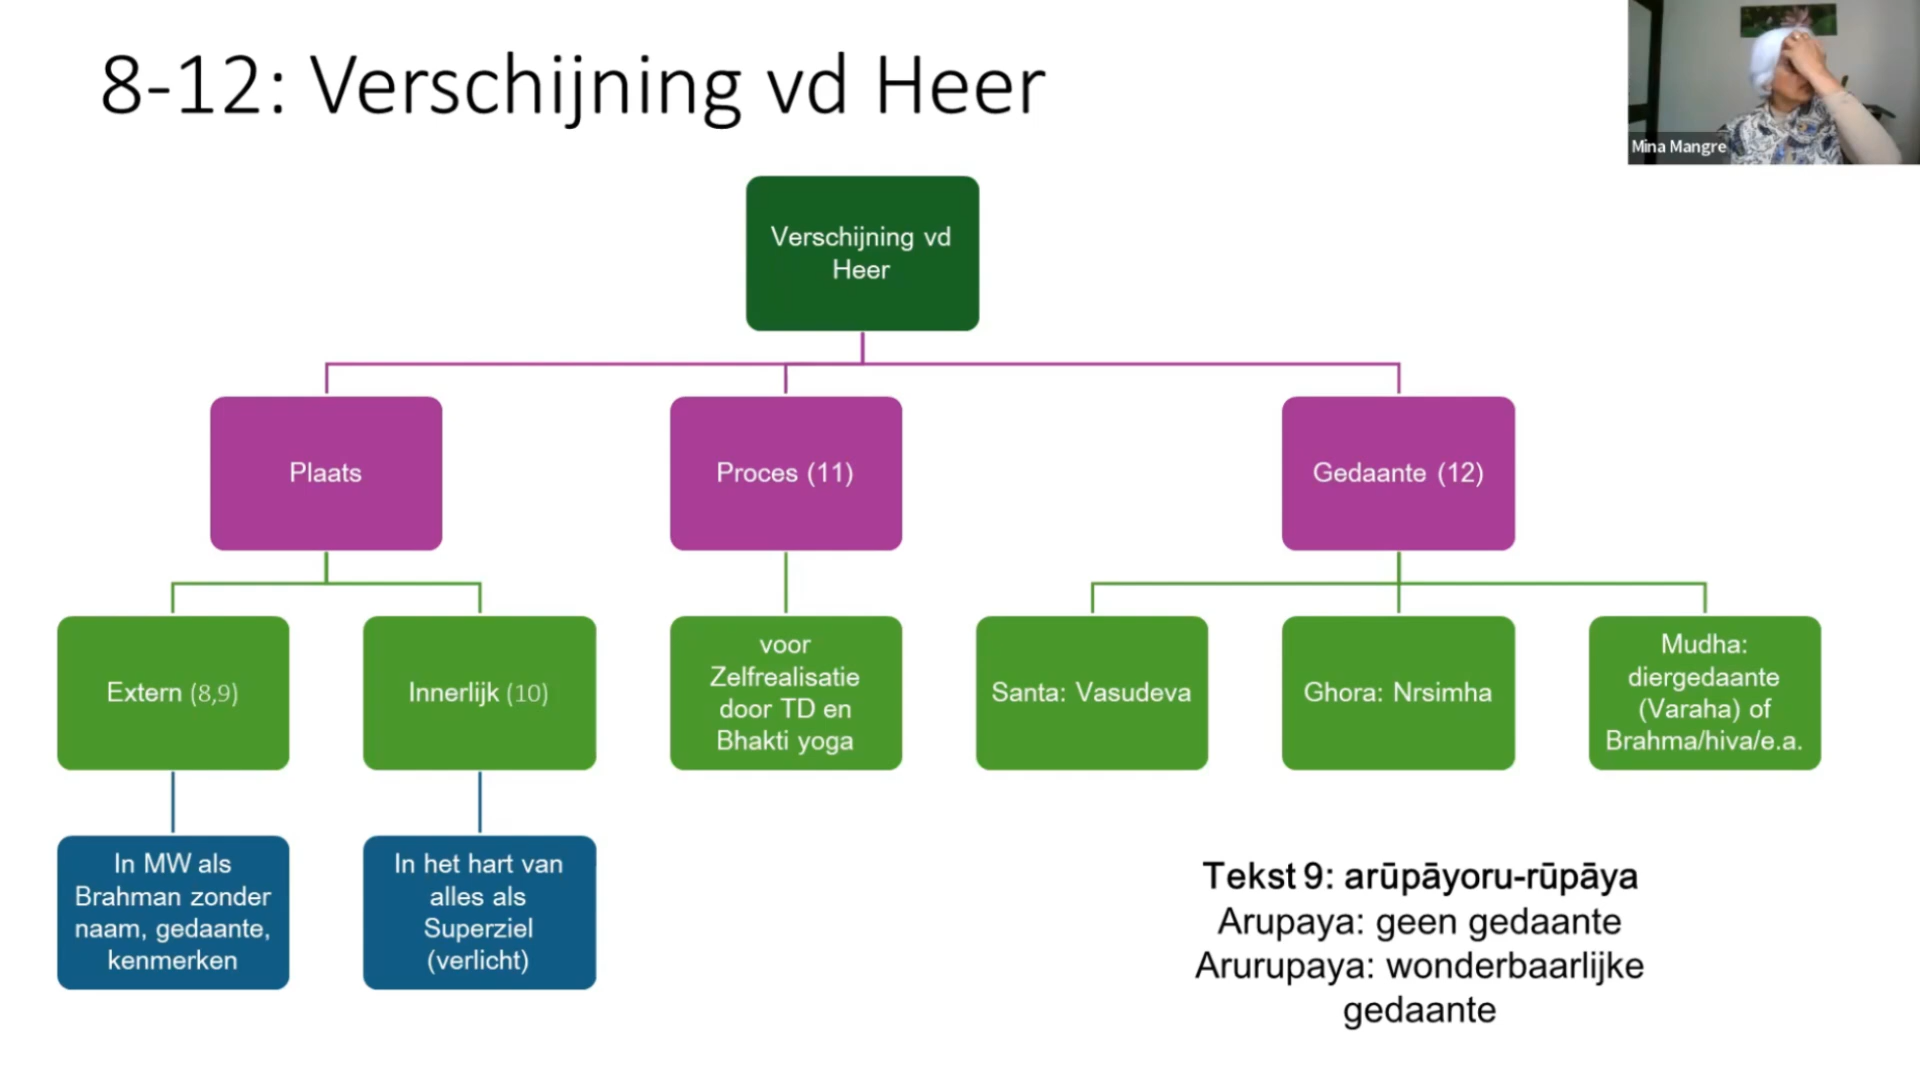 8-12: Verschijning vd Heer
Mina Mangre
Verschijning vd
Heer
Plaats
Proces (11)
Gedaante (12)
Extern (8,9)
Innerlijk (10)
voor
Zelfrealisatie
door TD en
Bhakti yoga
Santa: Vasudeva
Ghora: Nrsimha
Mudha:
diergedaante
(Varaha) of
Brahma/hiva/e.a.
In MW als
Brahman zonder
naam, gedaante,
kenmerken
In het hart van
alles als
Superziel
(verlicht)
Tekst 9: arūpāyoru-rūpāya
Arupaya: geen gedaante
Arurupaya: wonderbaarlijke
gedaante